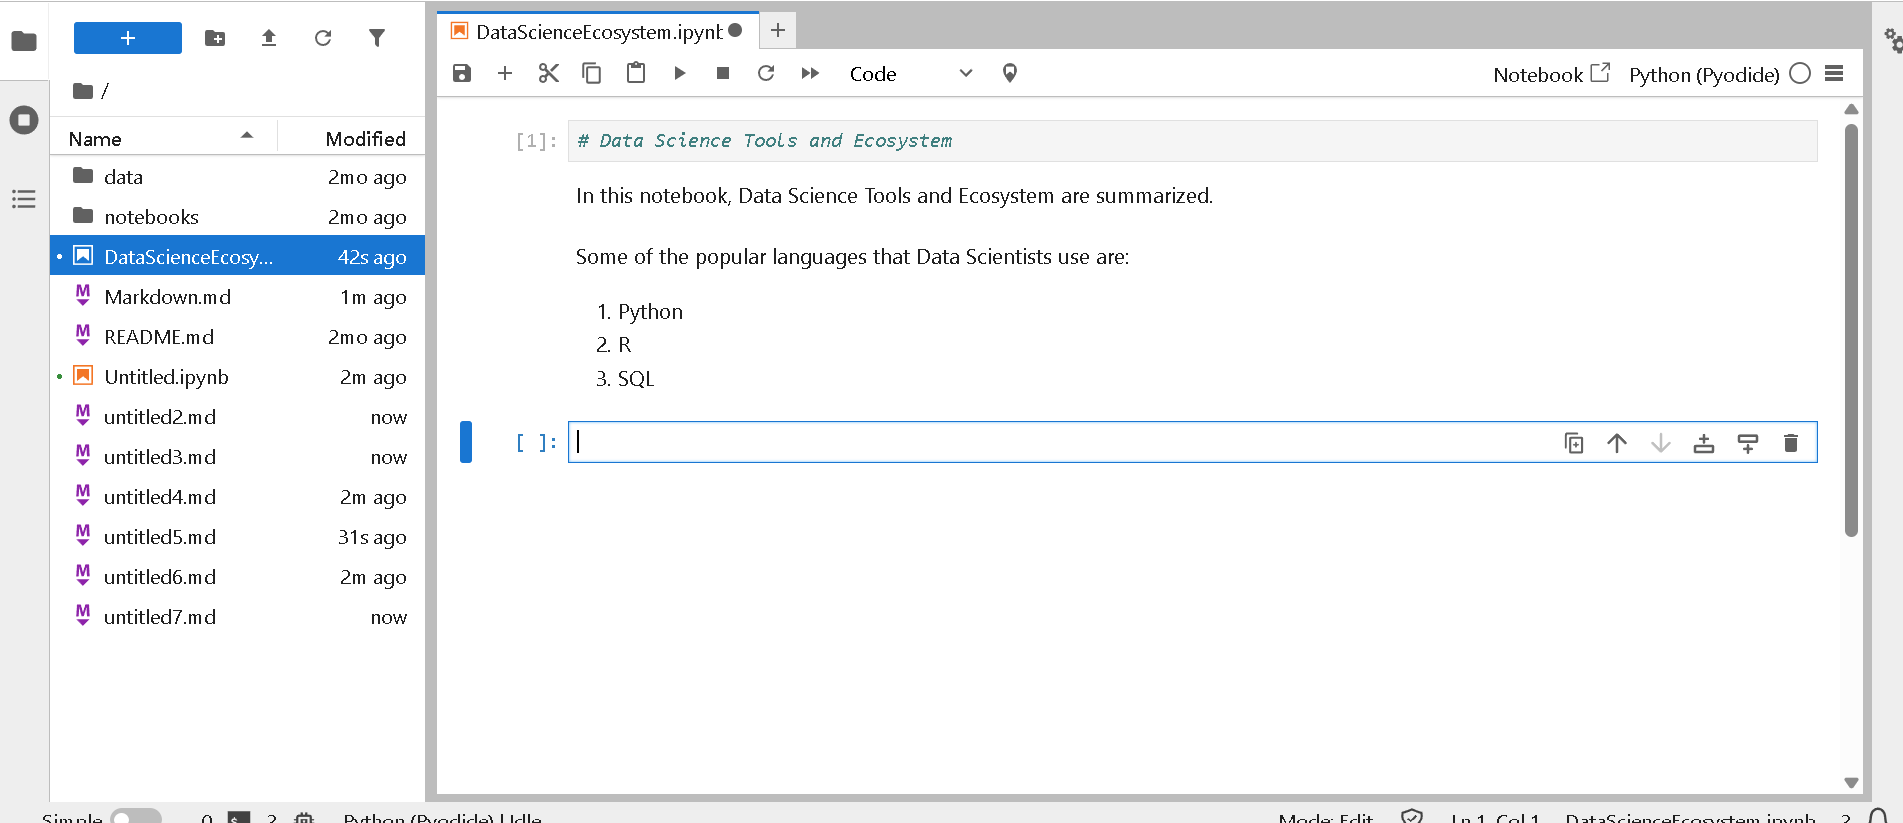 DataScienceEcosystem.ipynb
Code
Notebook
Python (Pyodide)
/
Name Modified
data 2mo ago
notebooks 2mo ago
DataScienceEcosy... 42s ago
Markdown.md 1m ago
README.md 2mo ago
Untitled.ipynb 2m ago
untitled2.md now
untitled3.md now
untitled4.md 2m ago
untitled5.md 31s ago
untitled6.md 2m ago
untitled7.md now
[1]: # Data Science Tools and Ecosystem
In this notebook, Data Science Tools and Ecosystem are summarized.
Some of the popular languages that Data Scientists use are:
1. Python
2. R
3. SQL
[ ]:
Simple 0 $_ 2 Python (Pyodide) | Idle Mode: Edit Ln 1, Col 1 DataScienceEcosystem.ipynb 2